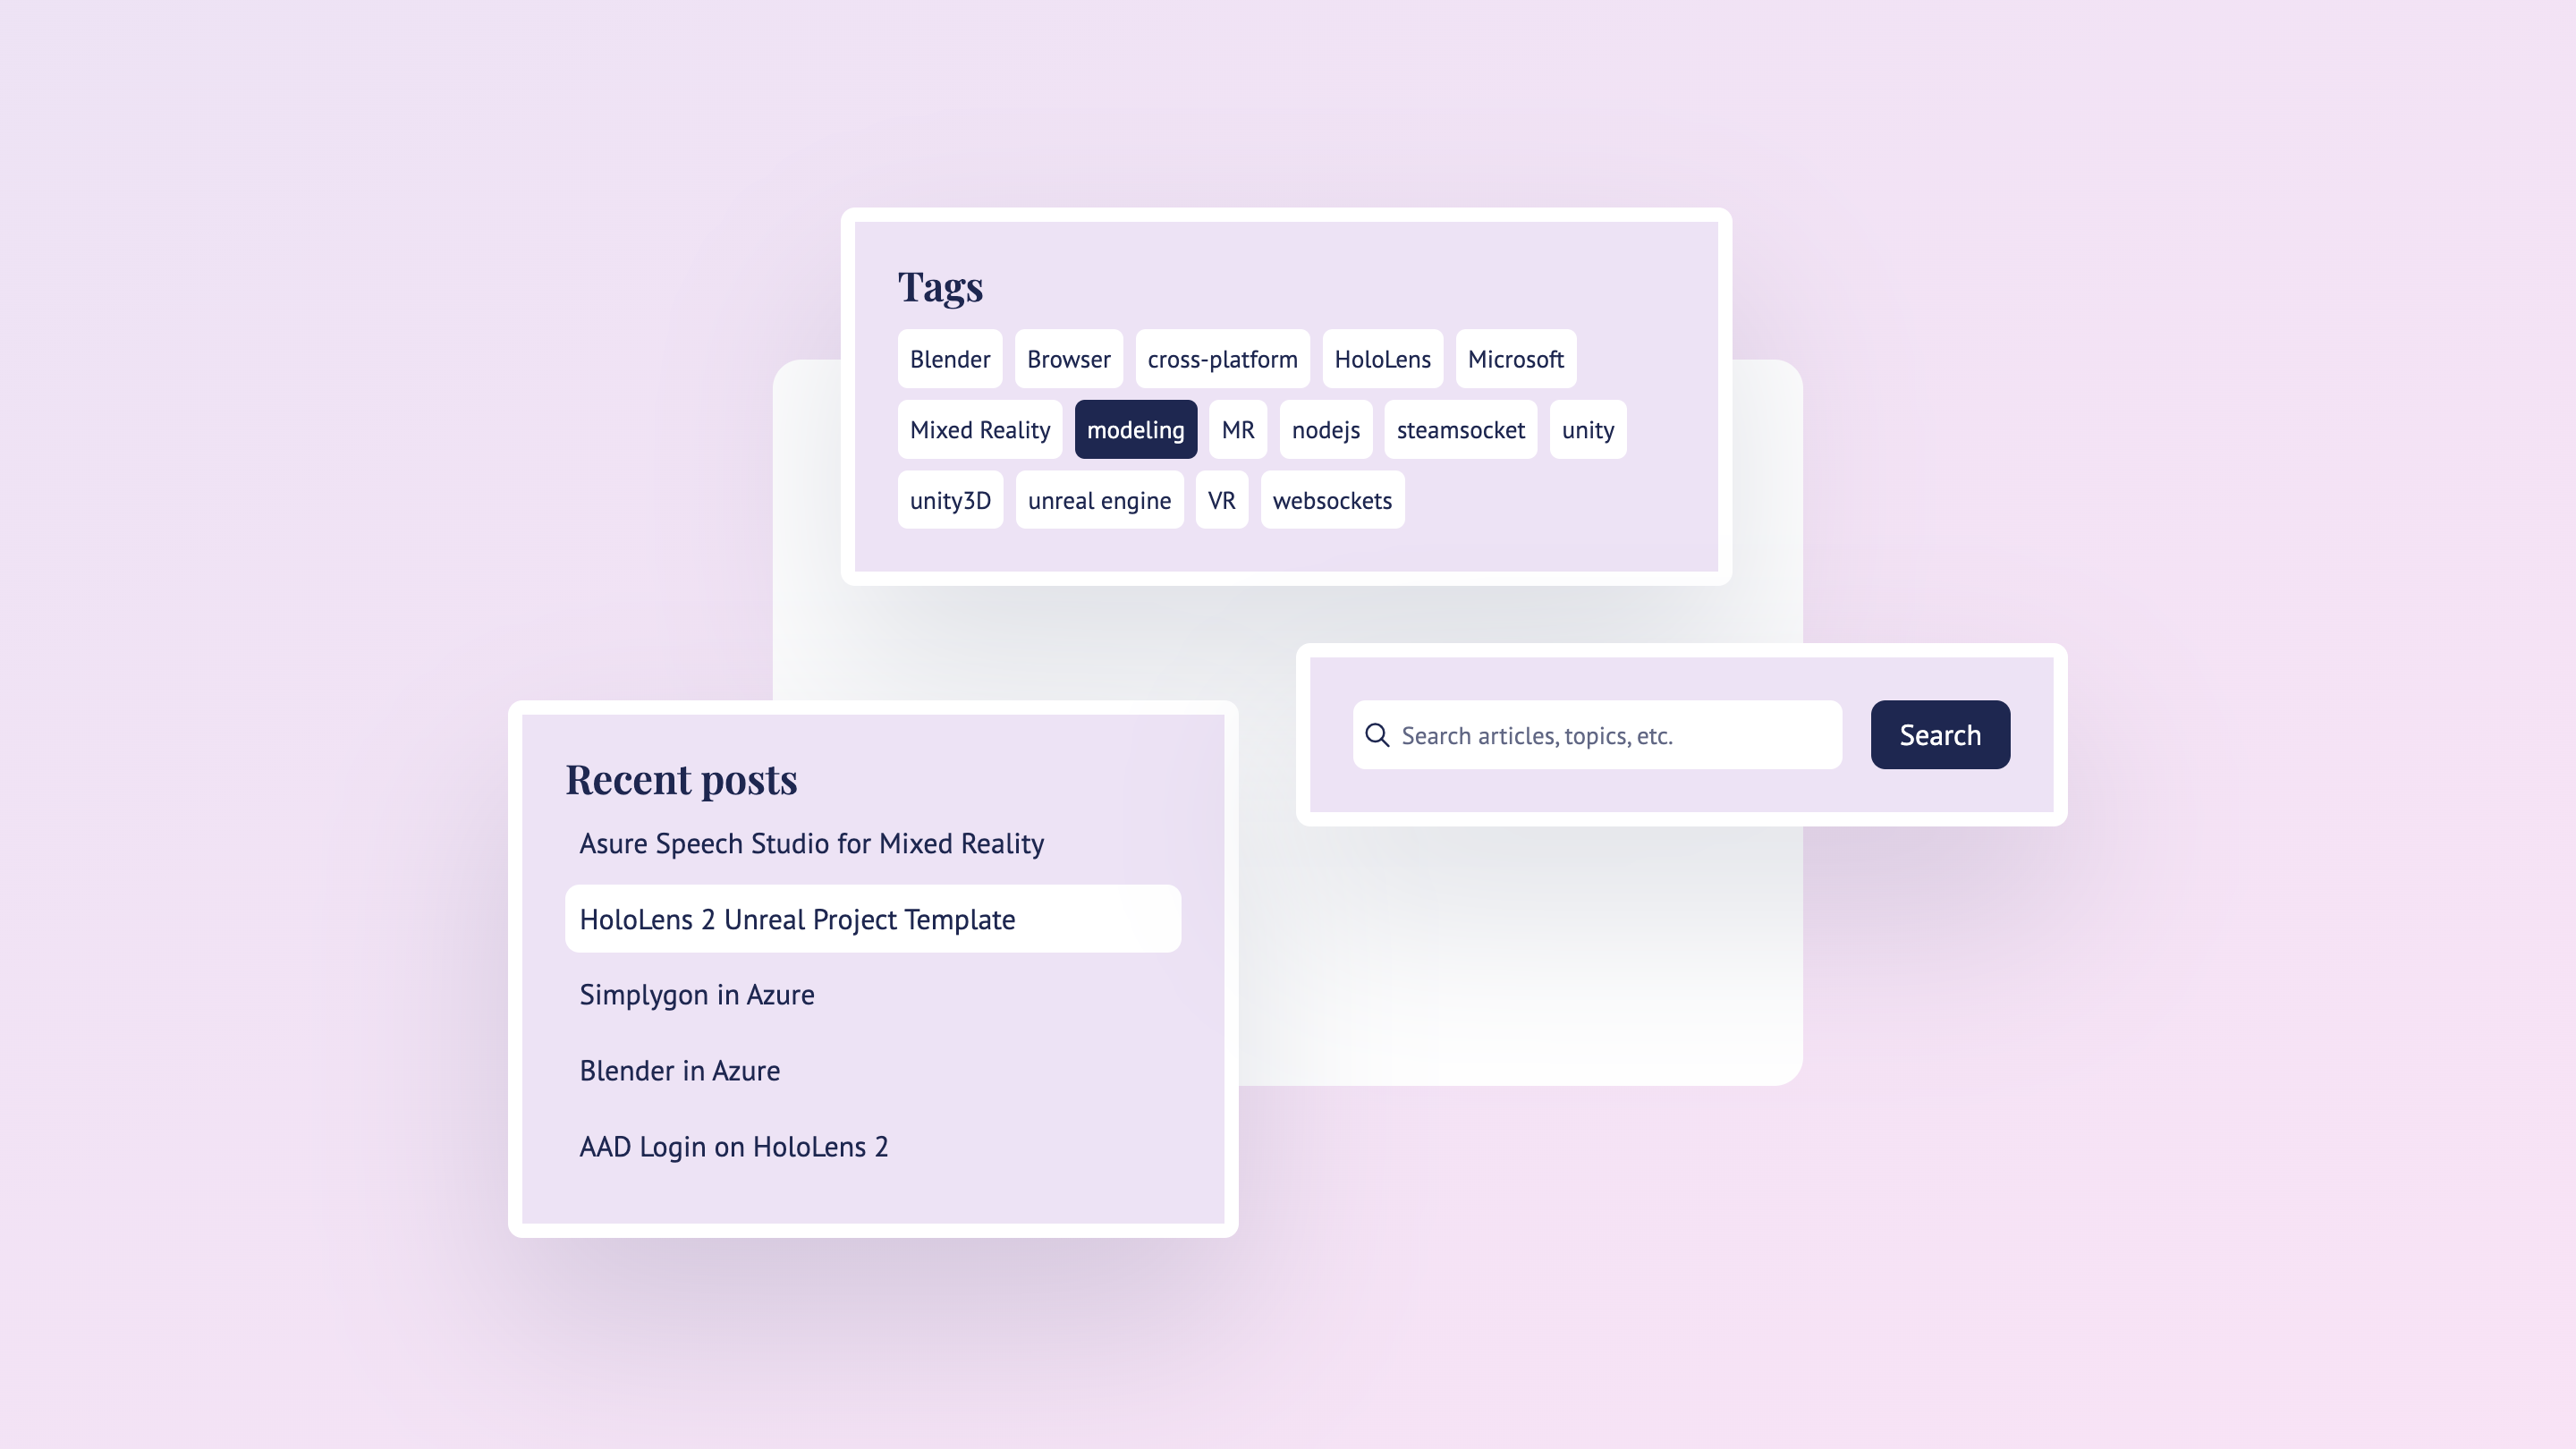 Tags
Blender Browser cross-platform HoloLens Microsoft
Mixed Reality modeling MR nodejs steamsocket unity
unity3D unreal engine VR websockets
Search articles, topics, etc. Search
Recent posts
Asure Speech Studio for Mixed Reality
HoloLens 2 Unreal Project Template
Simplygon in Azure
Blender in Azure
AAD Login on HoloLens 2